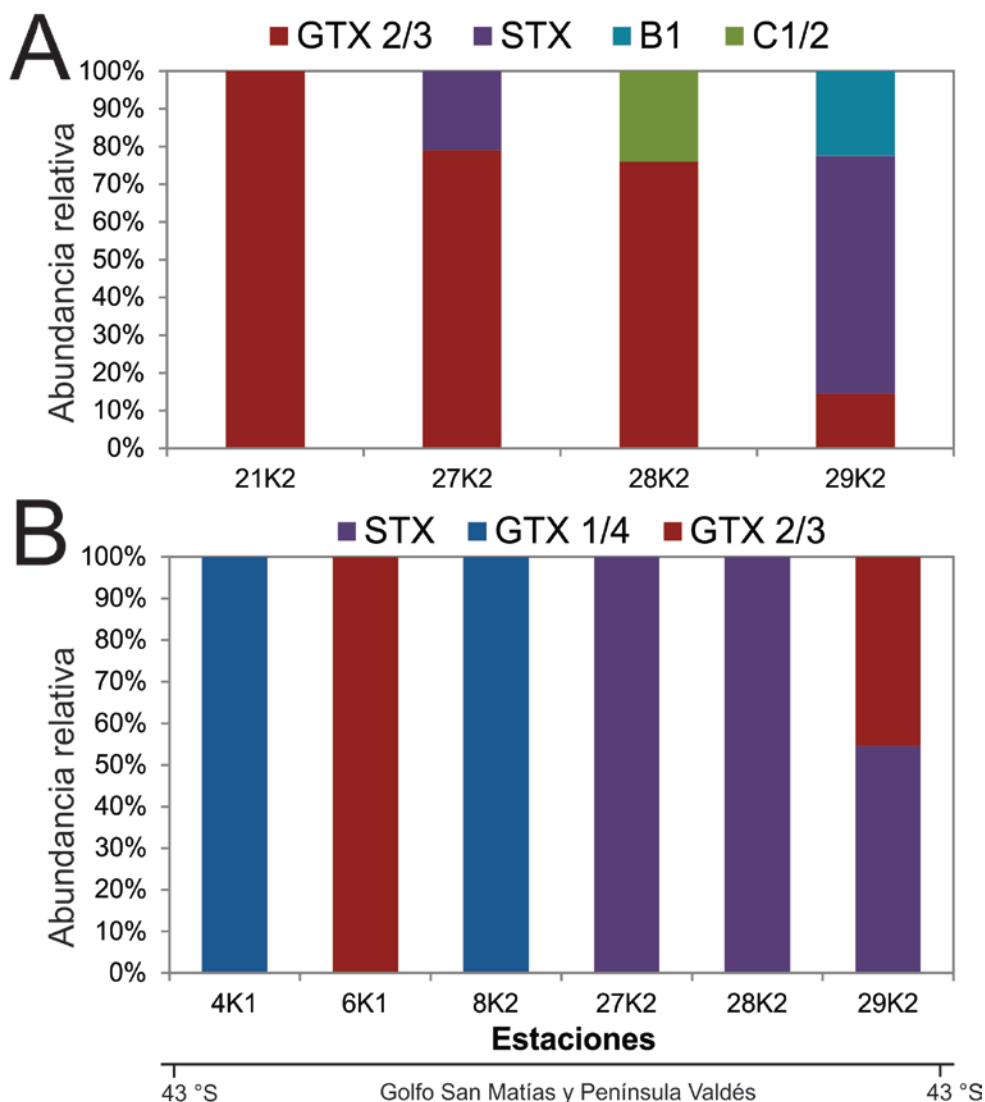 A
GTX 2/3 STX B1 C1/2
Abundancia relativa
100%
90%
80%
70%
60%
50%
40%
30%
20%
10%
0%
21K2 27K2 28K2 29K2
B
STX GTX 1/4 GTX 2/3
Abundancia relativa
100%
90%
80%
70%
60%
50%
40%
30%
20%
10%
0%
4K1 6K1 8K2 27K2 28K2 29K2
Estaciones
43 °S Golfo San Matías y Península Valdés 43 °S